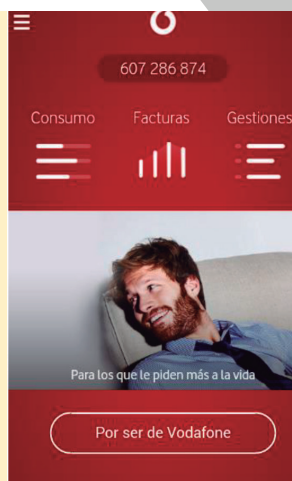 607 286 874
Consumo Facturas Gestiones
Para los que le piden más a la vida
Por ser de Vodafone